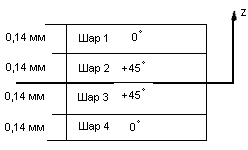 z
0,14 мм Шар 1 0°
0,14 мм Шар 2 +45°
0,14 мм Шар 3 +45°
0,14 мм Шар 4 0°